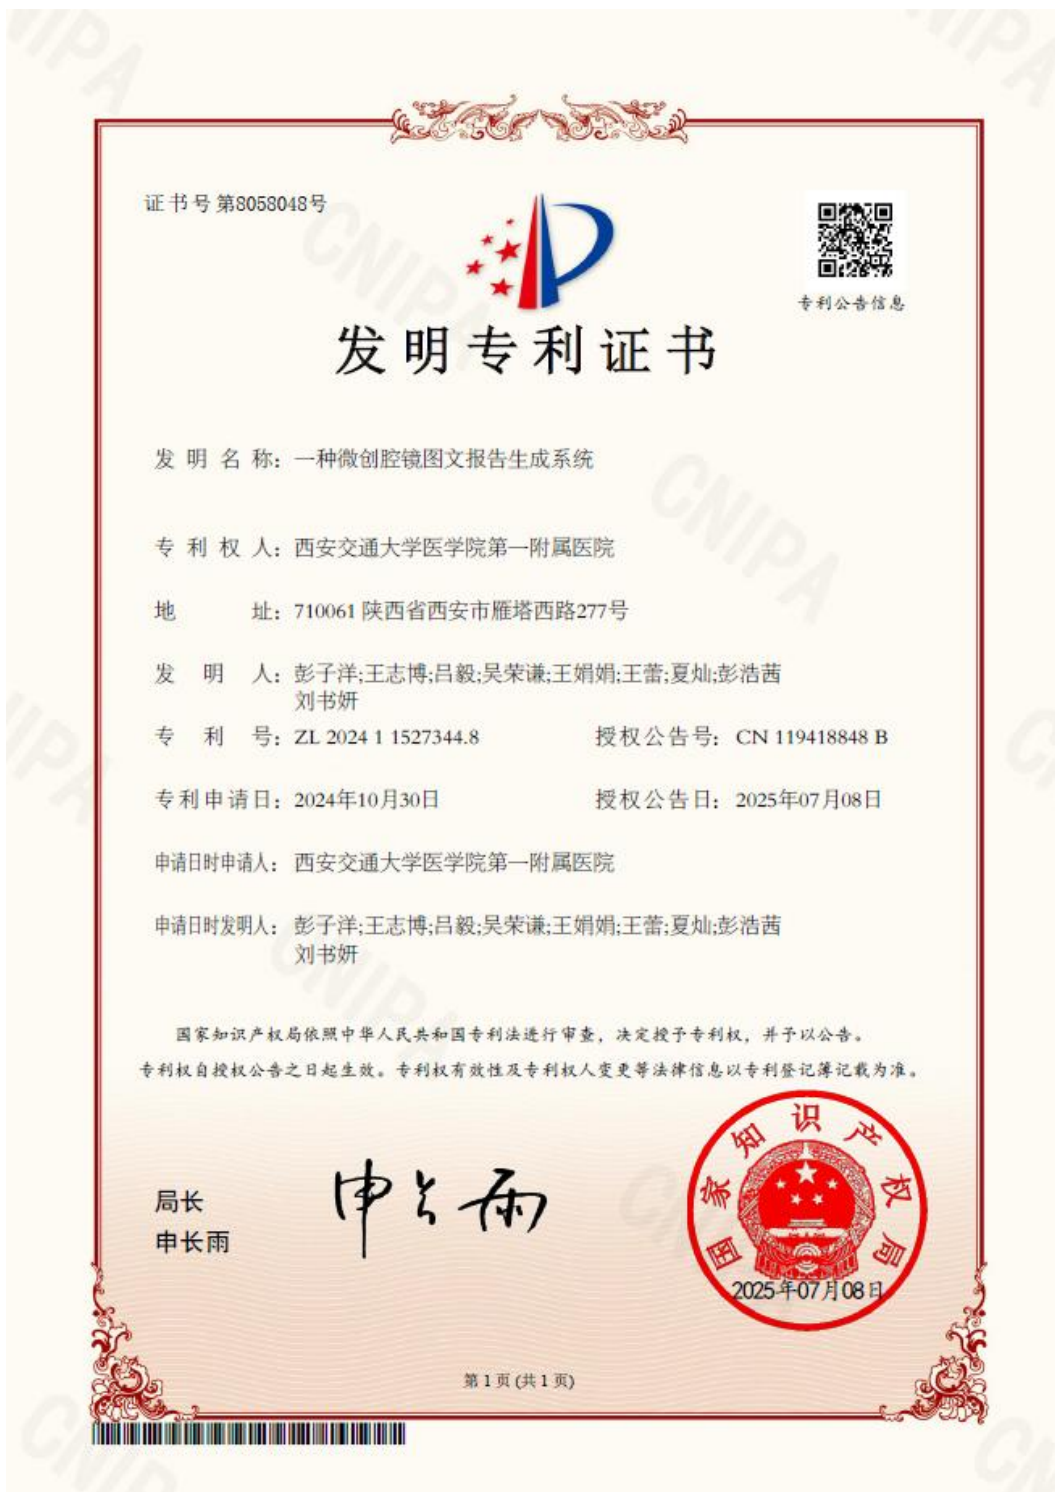 证书号第8058048号
专利公告信息
发明专利证书
发明名称：一种微创腔镜图文报告生成系统
专利权人：西安交通大学医学院第一附属医院
地址：710061 陕西省西安市雁塔西路277号
发明人：彭子洋;王志博;吕毅;吴荣谦;王娟娟;王蕾;夏灿;彭浩茜
刘书妍
专利号：ZL 2024 1 1527344.8 授权公告号：CN 119418848 B
专利申请日：2024年10月30日 授权公告日：2025年07月08日
申请日时申请人：西安交通大学医学院第一附属医院
申请日时发明人：彭子洋;王志博;吕毅;吴荣谦;王娟娟;王蕾;夏灿;彭浩茜
刘书妍
国家知识产权局依照中华人民共和国专利法进行审查，决定授予专利权，并予以公告。
专利权自授权公告之日起生效。专利权有效性及专利权人变更等法律信息以专利登记簿记载为准。
局长
申长雨
申长雨
国家知识产权局
2025年07月08日
第 1 页 (共 1 页)
CNIPA